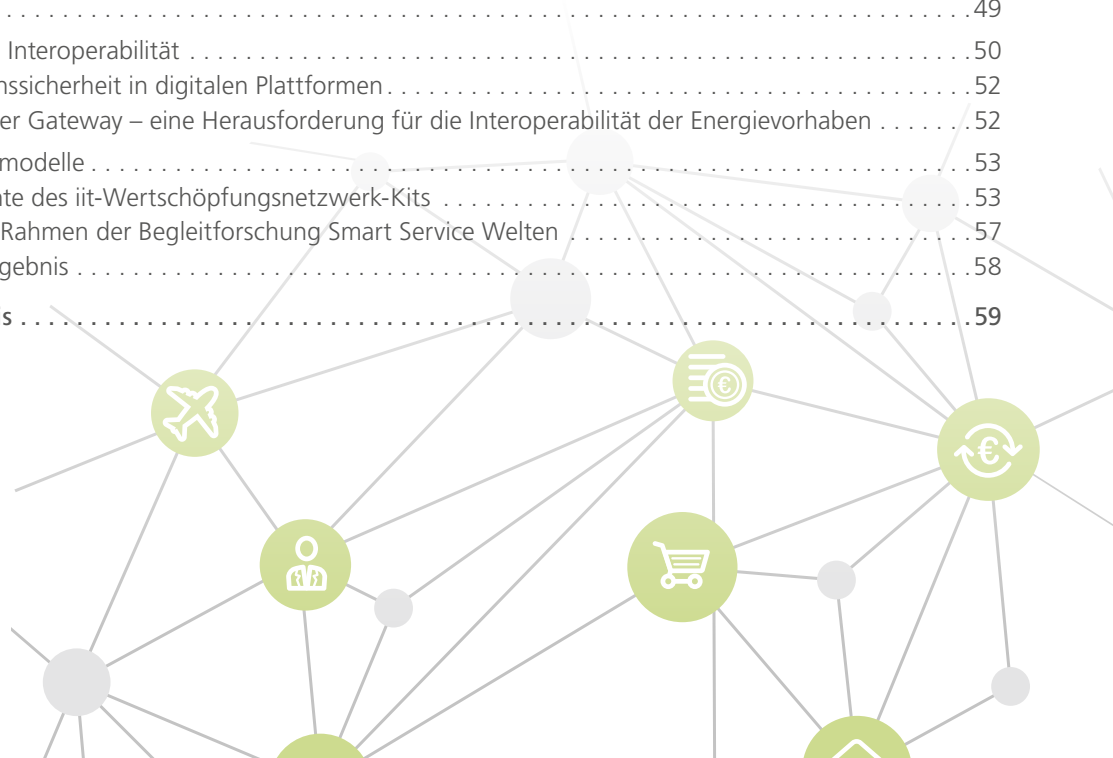 . . . . . . . . . . . . . . . . . . . . . . . . . . . . . . . . . . . . . . . . . . . . . . . . . . . . . . . . . . . . . . . . . . 49
Interoperabilität . . . . . . . . . . . . . . . . . . . . . . . . . . . . . . . . . . . . . . . . . . . . . . . . . . . . . . . . 50
nssicherheit in digitalen Plattformen . . . . . . . . . . . . . . . . . . . . . . . . . . . . . . . . . . . . . . . . . 52
er Gateway – eine Herausforderung für die Interoperabilität der Energievorhaben . . . . . . . 52
modelle . . . . . . . . . . . . . . . . . . . . . . . . . . . . . . . . . . . . . . . . . . . . . . . . . . . . . . . . . . . . . . . 53
te des iit-Wertschöpfungsnetzwerk-Kits . . . . . . . . . . . . . . . . . . . . . . . . . . . . . . . . . . . . . . 53
Rahmen der Begleitforschung Smart Service Welten . . . . . . . . . . . . . . . . . . . . . . . . . . . . 57
gebnis . . . . . . . . . . . . . . . . . . . . . . . . . . . . . . . . . . . . . . . . . . . . . . . . . . . . . . . . . . . . . . . . 58
s . . . . . . . . . . . . . . . . . . . . . . . . . . . . . . . . . . . . . . . . . . . . . . . . . . . . . . . . . . . . . . . . . . . . 59
€
€